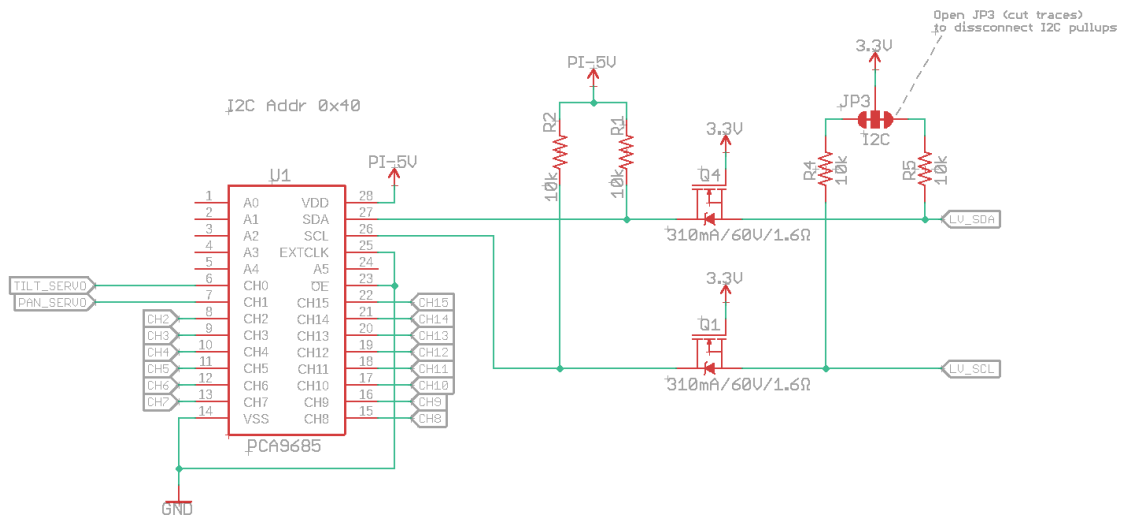 Open JP3 (cut traces)
to dissconnect I2C pullups
3.3V
PI-5V
JP3
I2C
I2C Addr 0x40
R2
10k
R1
10k
3.3V
Q4
R4
10k
R5
10k
PI-5V
U1
1 A0 VDD 28
2 A1 SDA 27
3 A2 SCL 26
4 A3 EXTCLK 25
5 A4 A5 24
TILT_SERVO 6 CH0 OE 23
PAN_SERVO 7 CH1 CH15 22 CH15
CH2 8 CH2 CH14 21 CH14
CH3 9 CH3 CH13 20 CH13
CH4 10 CH4 CH12 19 CH12
CH5 11 CH5 CH11 18 CH11
CH6 12 CH6 CH10 17 CH10
CH7 13 CH7 CH9 16 CH9
14 VSS CH8 15 CH8
PCA9685
GND
LV_SDA
310mA/60V/1.6Ω
3.3V
Q1
310mA/60V/1.6Ω
LV_SCL